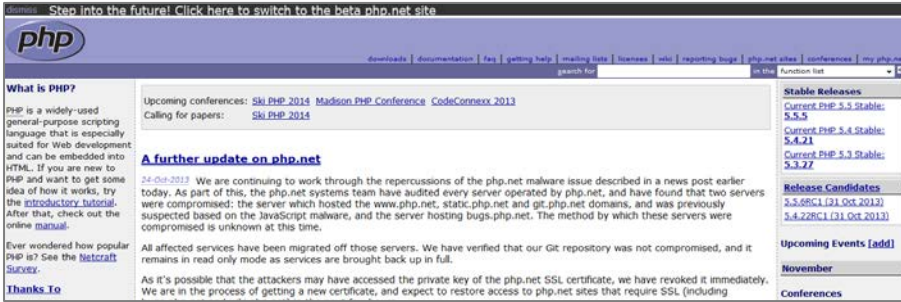 dismiss Step into the future! Click here to switch to the beta php.net site
php
downloads | documentation | faq | getting help | mailing lists | licenses | wiki | reporting bugs | php.net sites | conferences | my php.ne
search for in the function list
What is PHP?
PHP is a widely-used
general-purpose scripting
language that is especially
suited for Web development
and can be embedded into
HTML. If you are new to
PHP and want to get some
idea of how it works, try
the introductory tutorial.
After that, check out the
online manual.
Ever wondered how popular
PHP is? See the Netcraft
Survey.
Thanks To
Upcoming conferences: Ski PHP 2014 Madison PHP Conference CodeConnexx 2013
Calling for papers: Ski PHP 2014
A further update on php.net
24-Oct-2013 We are continuing to work through the repercussions of the php.net malware issue described in a news post earlier
today. As part of this, the php.net systems team have audited every server operated by php.net, and have found that two servers
were compromised: the server which hosted the www.php.net, static.php.net and git.php.net domains, and was previously
suspected based on the JavaScript malware, and the server hosting bugs.php.net. The method by which these servers were
compromised is unknown at this time.
All affected services have been migrated off those servers. We have verified that our Git repository was not compromised, and it
remains in read only mode as services are brought back up in full.
As it's possible that the attackers may have accessed the private key of the php.net SSL certificate, we have revoked it immediately.
We are in the process of getting a new certificate, and expect to restore access to php.net sites that require SSL (including
Stable Releases
Current PHP 5.5 Stable:
5.5.5
Current PHP 5.4 Stable:
5.4.21
Current PHP 5.3 Stable:
5.3.27
Release Candidates
5.5.6RC1 (31 Oct 2013)
5.4.22RC1 (31 Oct 2013)
Upcoming Events [add]
November
Conferences